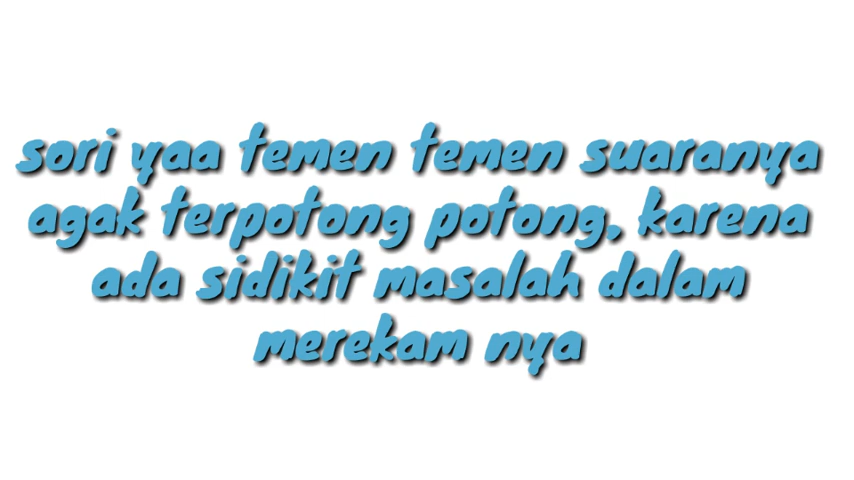 sori yaa temen temen suaranya
agak terpotong potong, karena
ada sidikit masalah dalam
merekam nya